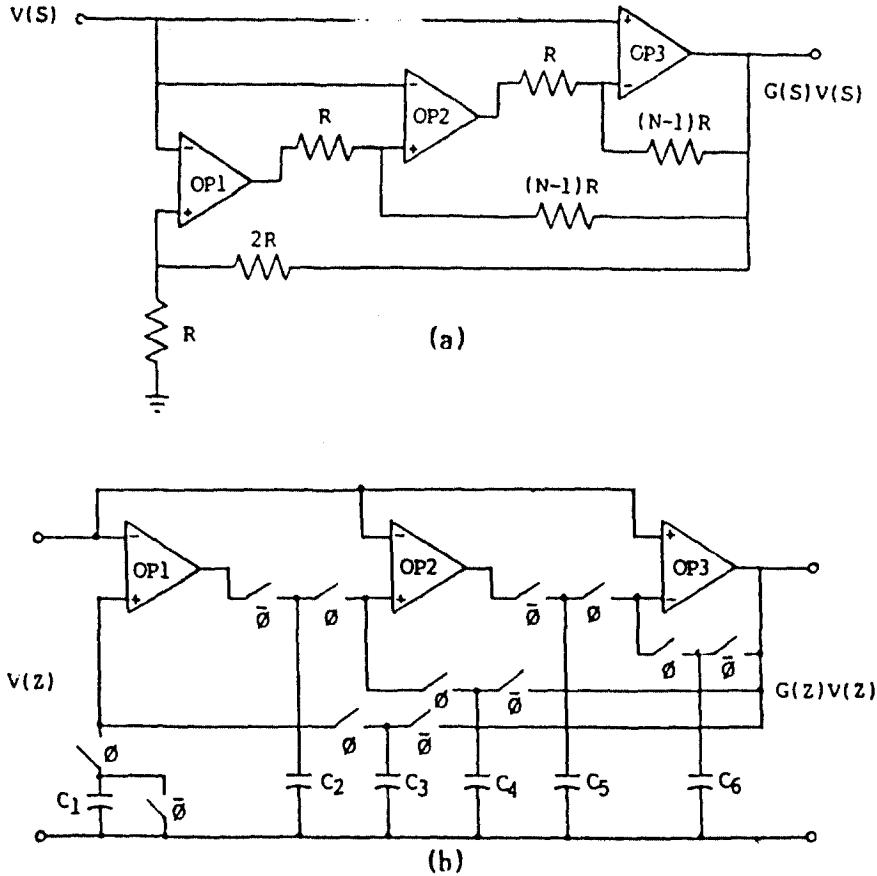 V(S)
OP3
R
G(S)V(S)
OP2
R
(N-1)R
OP1
(N-1)R
2R
R
(a)
OP1
OP2
OP3
ø̄
ø
ø̄
ø
ø
ø̄
V(Z)
ø
ø̄
G(Z)V(Z)
ø
ø̄
ø
C1
ø̄
C2
C3
C4
C5
C6
(b)